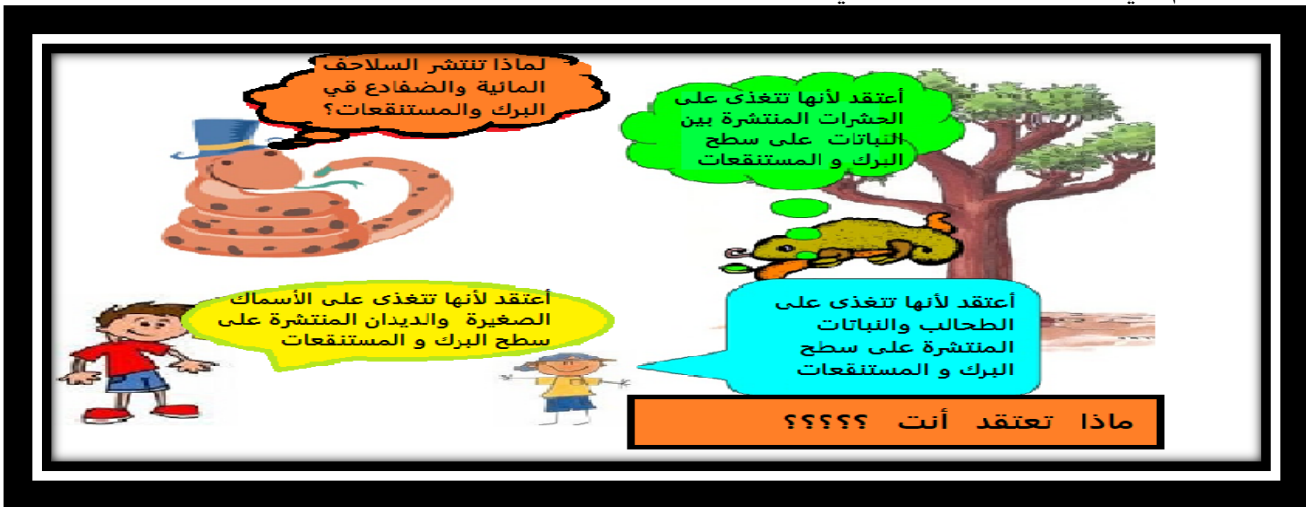 لماذا تنتشر السلاحف
المائية والضفادع قي
البرك والمستنقعات؟
أعتقد لأنها تتغذى على
الحشرات المنتشرة بين
النباتات على سطح
البرك و المستنقعات
أعتقد لأنها تتغذى على الأسماك
الصغيرة والديدان المنتشرة على
سطح البرك و المستنقعات
أعتقد لأنها تتغذى على
الطحالب والنباتات
المنتشرة على سطح
البرك و المستنقعات
ماذا تعتقد أنت ؟؟؟؟؟